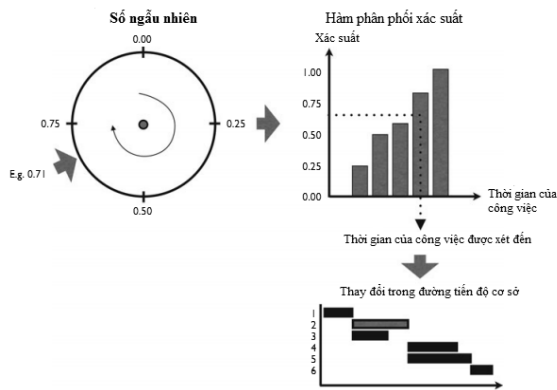 Số ngẫu nhiên
0.00
0.75
0.25
E.g. 0.71
0.50
Hàm phân phối xác suất
Xác suất
1.00
0.75
0.50
0.25
0.00
Thời gian của
công việc
Thời gian của công việc được xét đến
Thay đổi trong đường tiến độ cơ sở
1
2
3
4
5
6